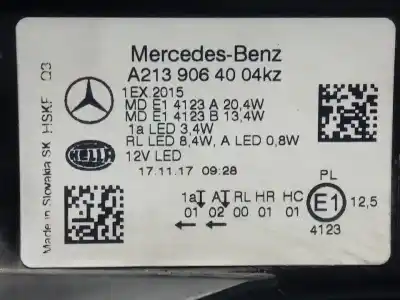 Mercedes-Benz
A213 906 40 04kz
1EX 2015
MD E1 4123 A 20,4W
MD E1 4123 B 13,4W
1a LED 3,4W
RL LED 8,4W, A LED 0,8W
HELLA
12V LED
17.11.17 09:28
Made in Slovakia SK HSKF Q3
1a A RL HR HC
01 02 00 01 01
PL
E1 12,5
4123